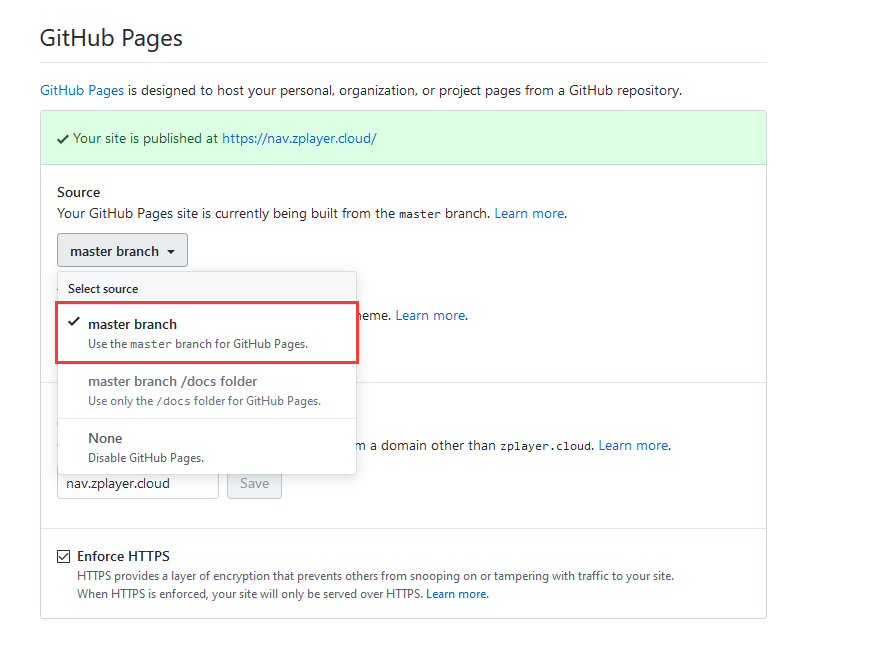 GitHub Pages
GitHub Pages is designed to host your personal, organization, or project pages from a GitHub repository.
Your site is published at https://nav.zplayer.cloud/
Source
Your GitHub Pages site is currently being built from the master branch. Learn more.
master branch
Select source
master branch
Use the master branch for GitHub Pages.
heme. Learn more.
master branch /docs folder
Use only the /docs folder for GitHub Pages.
None
Disable GitHub Pages.
m a domain other than zplayer.cloud. Learn more.
nav.zplayer.cloud
Save
Enforce HTTPS
HTTPS provides a layer of encryption that prevents others from snooping on or tampering with traffic to your site.
When HTTPS is enforced, your site will only be served over HTTPS. Learn more.